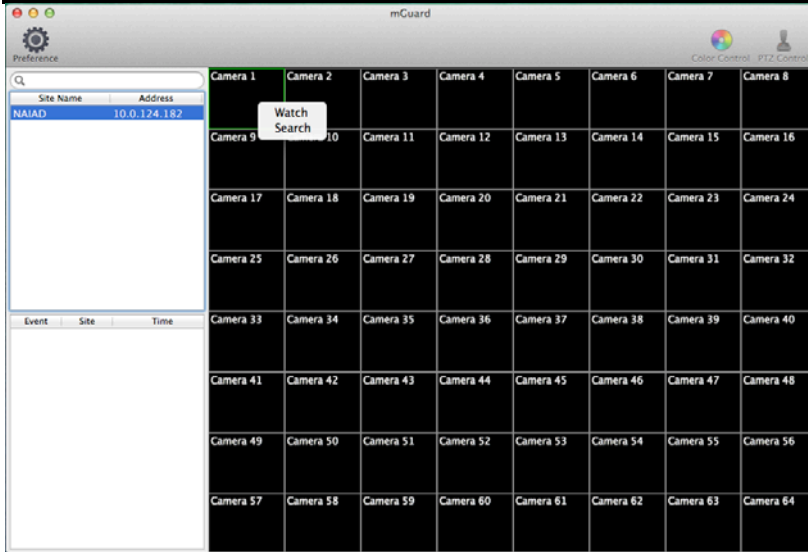 mGuard
Preference
Color Control PTZ Control
Site Name Address
NAIAD 10.0.124.182
Camera 1 Camera 2 Camera 3 Camera 4 Camera 5 Camera 6 Camera 7 Camera 8
Watch
Search
Camera 9 10 Camera 11 Camera 12 Camera 13 Camera 14 Camera 15 Camera 16
Camera 17 Camera 18 Camera 19 Camera 20 Camera 21 Camera 22 Camera 23 Camera 24
Camera 25 Camera 26 Camera 27 Camera 28 Camera 29 Camera 30 Camera 31 Camera 32
Event Site Time
Camera 33 Camera 34 Camera 35 Camera 36 Camera 37 Camera 38 Camera 39 Camera 40
Camera 41 Camera 42 Camera 43 Camera 44 Camera 45 Camera 46 Camera 47 Camera 48
Camera 49 Camera 50 Camera 51 Camera 52 Camera 53 Camera 54 Camera 55 Camera 56
Camera 57 Camera 58 Camera 59 Camera 60 Camera 61 Camera 62 Camera 63 Camera 64